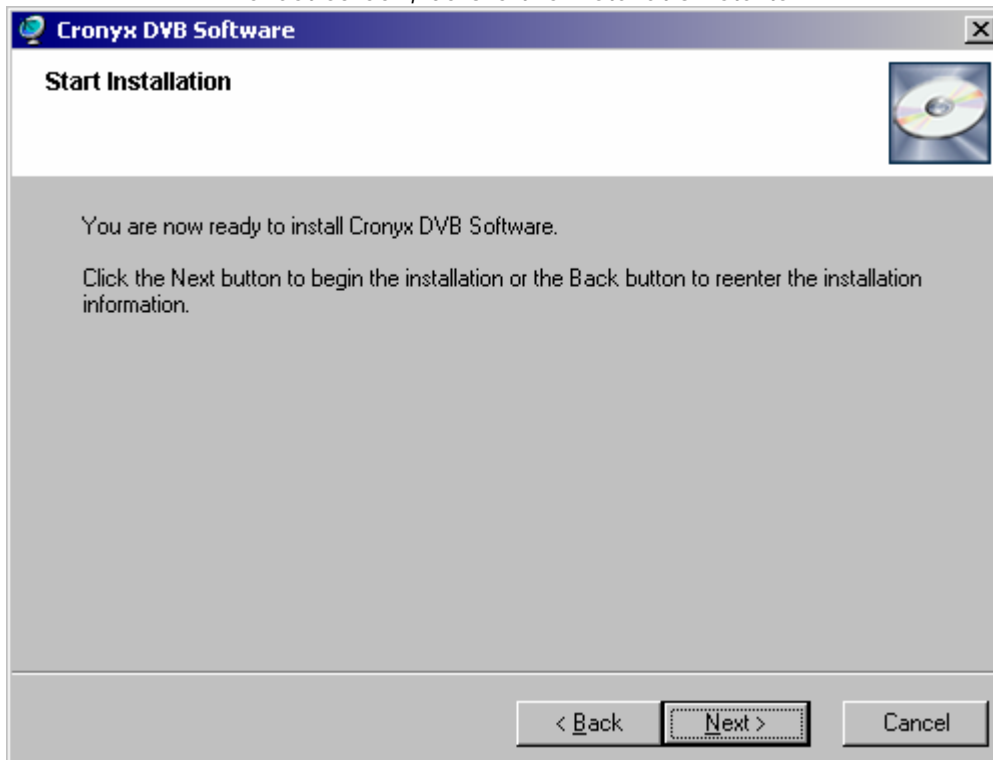 Cronyx DVB Software
Start Installation
You are now ready to install Cronyx DVB Software.
Click the Next button to begin the installation or the Back button to reenter the installation
information.
< Back
Next >
Cancel